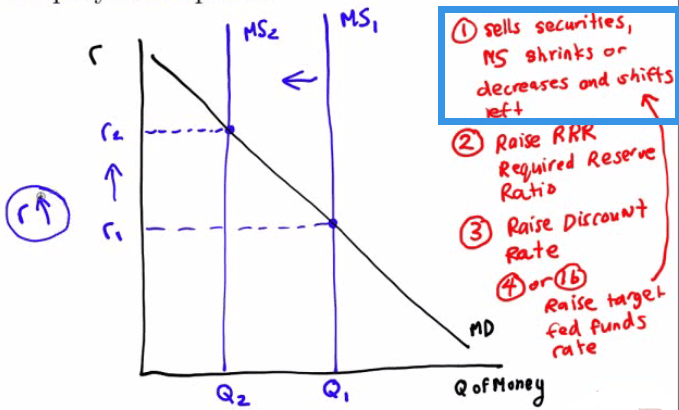 MS₂
MS₁
r
r₂
r↑
r₁
MD
Q₂
Q₁
Q of Money
① sells securities,
MS shrinks or
decreases and shifts
left
② Raise RRR
Required Reserve
Ratio
③ Raise Discount
Rate
④ or 1b
Raise target
fed funds
rate